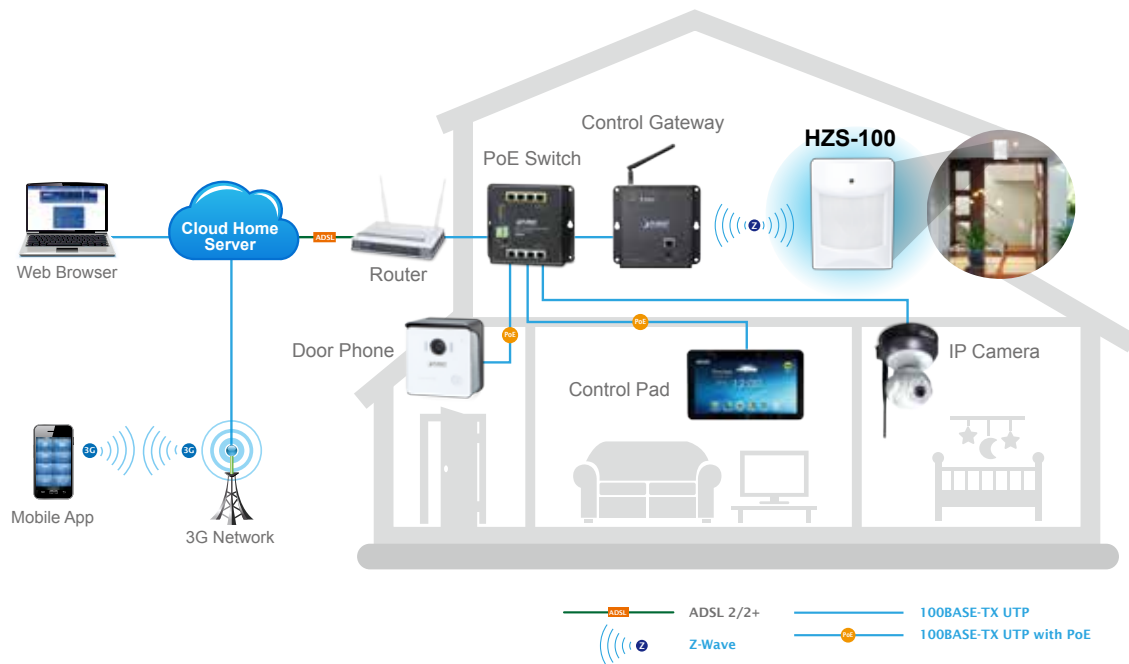 Control Gateway
HZS-100
PoE Switch
Cloud Home
Server
ADSL
Z
Web Browser
Router
PoE
PoE
Door Phone
IP Camera
12:00
Control Pad
3G
3G
Mobile App
3G Network
ADSL
ADSL 2/2+
100BASE-TX UTP
Z
Z-Wave
PoE
100BASE-TX UTP with PoE